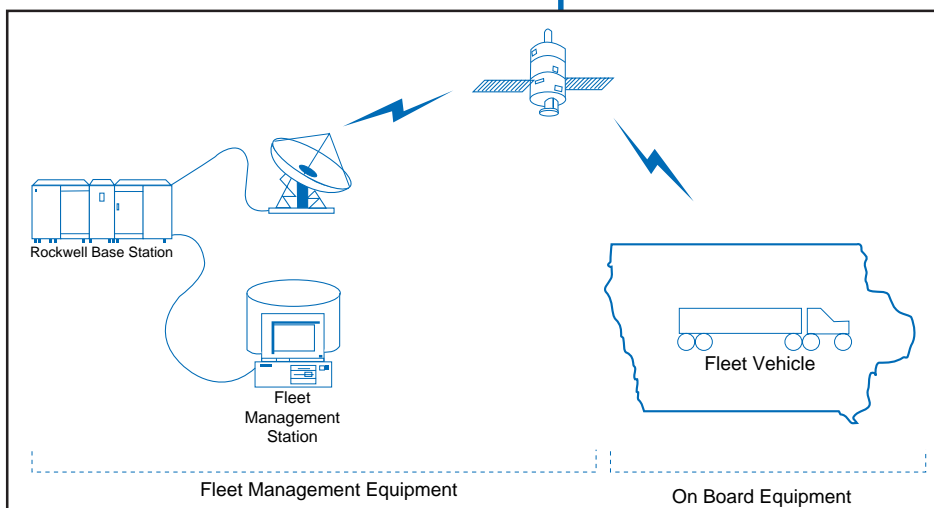 Rockwell Base Station
Fleet Vehicle
Fleet
Management
Station
Fleet Management Equipment
On Board Equipment